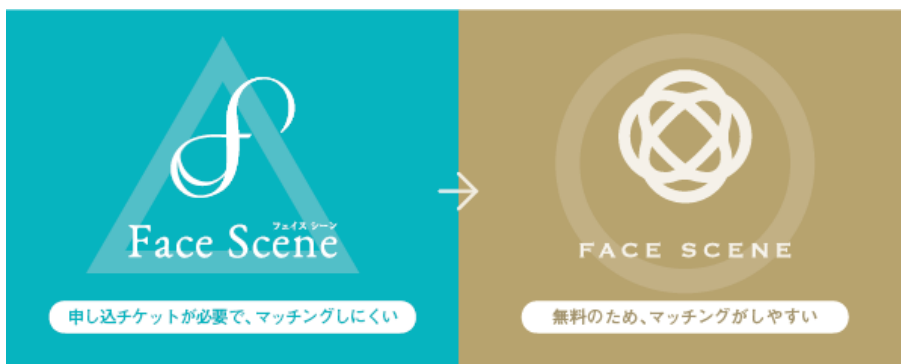 フェイス シーン
Face Scene
申し込チケットが必要で、マッチングしにくい
FACE SCENE
無料のため、マッチングがしやすい